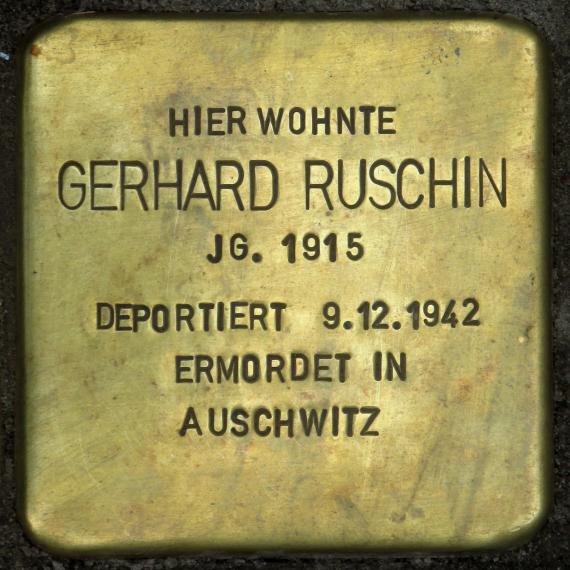 HIER WOHNTE
GERHARD RUSCHIN
JG. 1915
DEPORTIERT 9.12.1942
ERMORDET IN
AUSCHWITZ